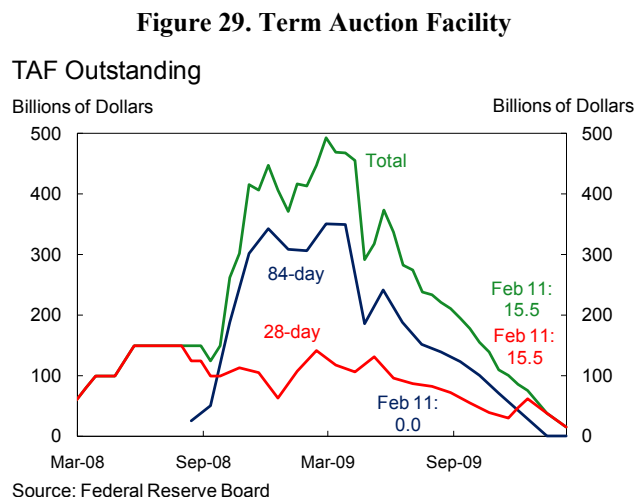 Figure 29. Term Auction Facility
TAF Outstanding
Billions of Dollars Billions of Dollars
500 500
Total
400 400
300 300
84-day
Feb 11:
15.5
200 200
28-day
Feb 11:
15.5
100 100
Feb 11:
0.0
0 0
Mar-08 Sep-08 Mar-09 Sep-09
Source: Federal Reserve Board